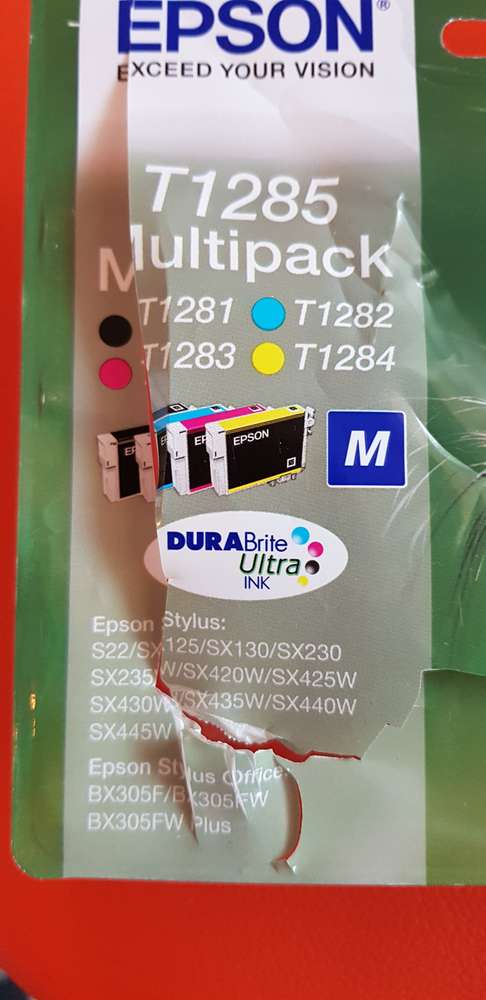 EPSON®
EXCEED YOUR VISION
T1285
Multipack
T1281 T1282
T1283 T1284
EPSON
M
DURABrite
Ultra
INK
Epson Stylus:
S22/SX125/SX130/SX230
SX235W/SX420W/SX425W
SX430W/SX435W/SX440W
SX445W
Epson Stylus Office:
BX305F/BX305FW
BX305FW Plus